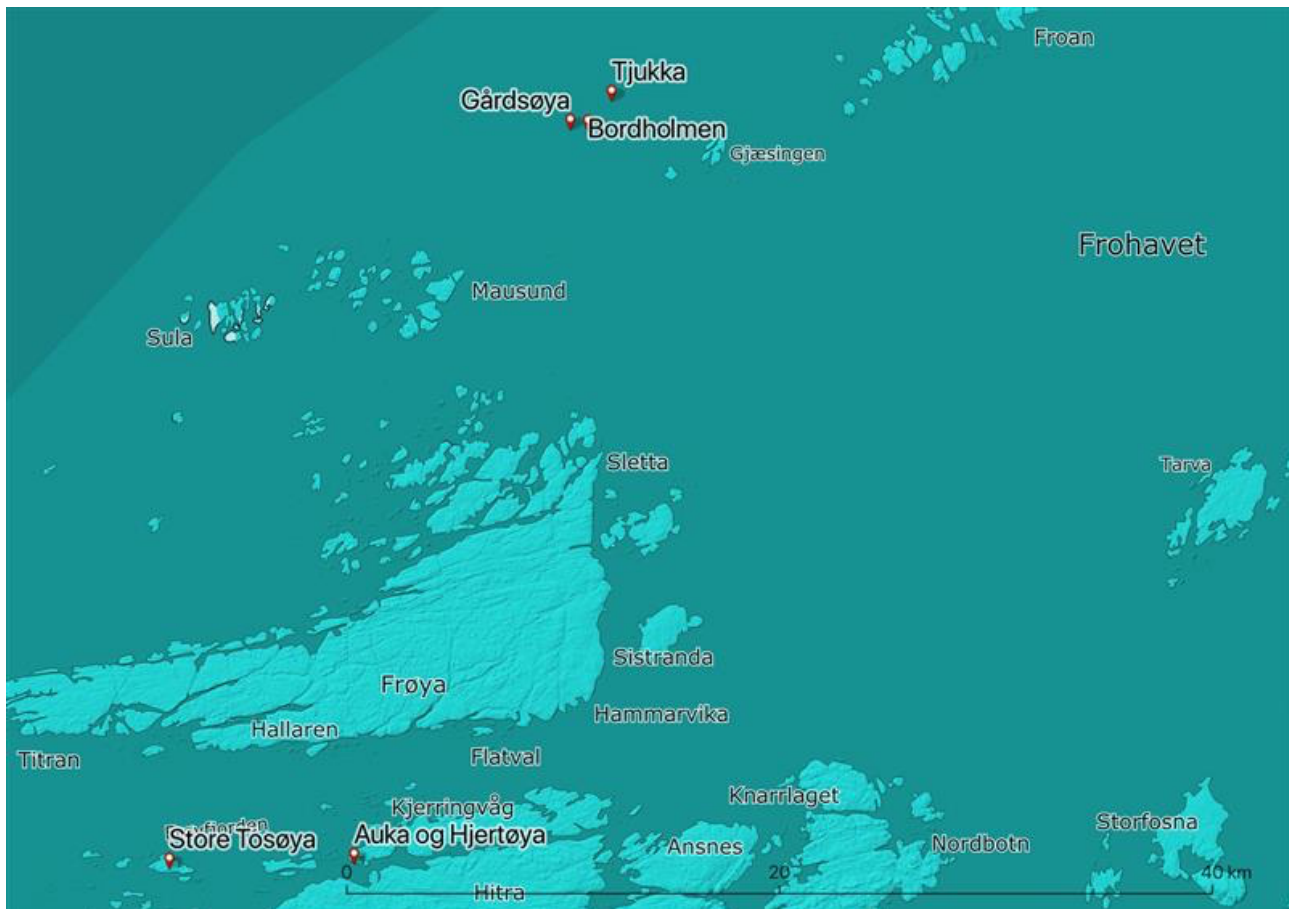 Froan
Tjukka
Gårdsøya
Bordholmen
Gjæsingen
Frohavet
Mausund
Sula
Sletta
Tarva
Sistranda
Frøya
Hammarvika
Hallaren
Flatval
Titran
Knarrlaget
Kjerringvåg
Storfosna
Store Tosøya
Auka og Hjertøya
Ansnes
Nordbotn
Hitra
0
20
40 km